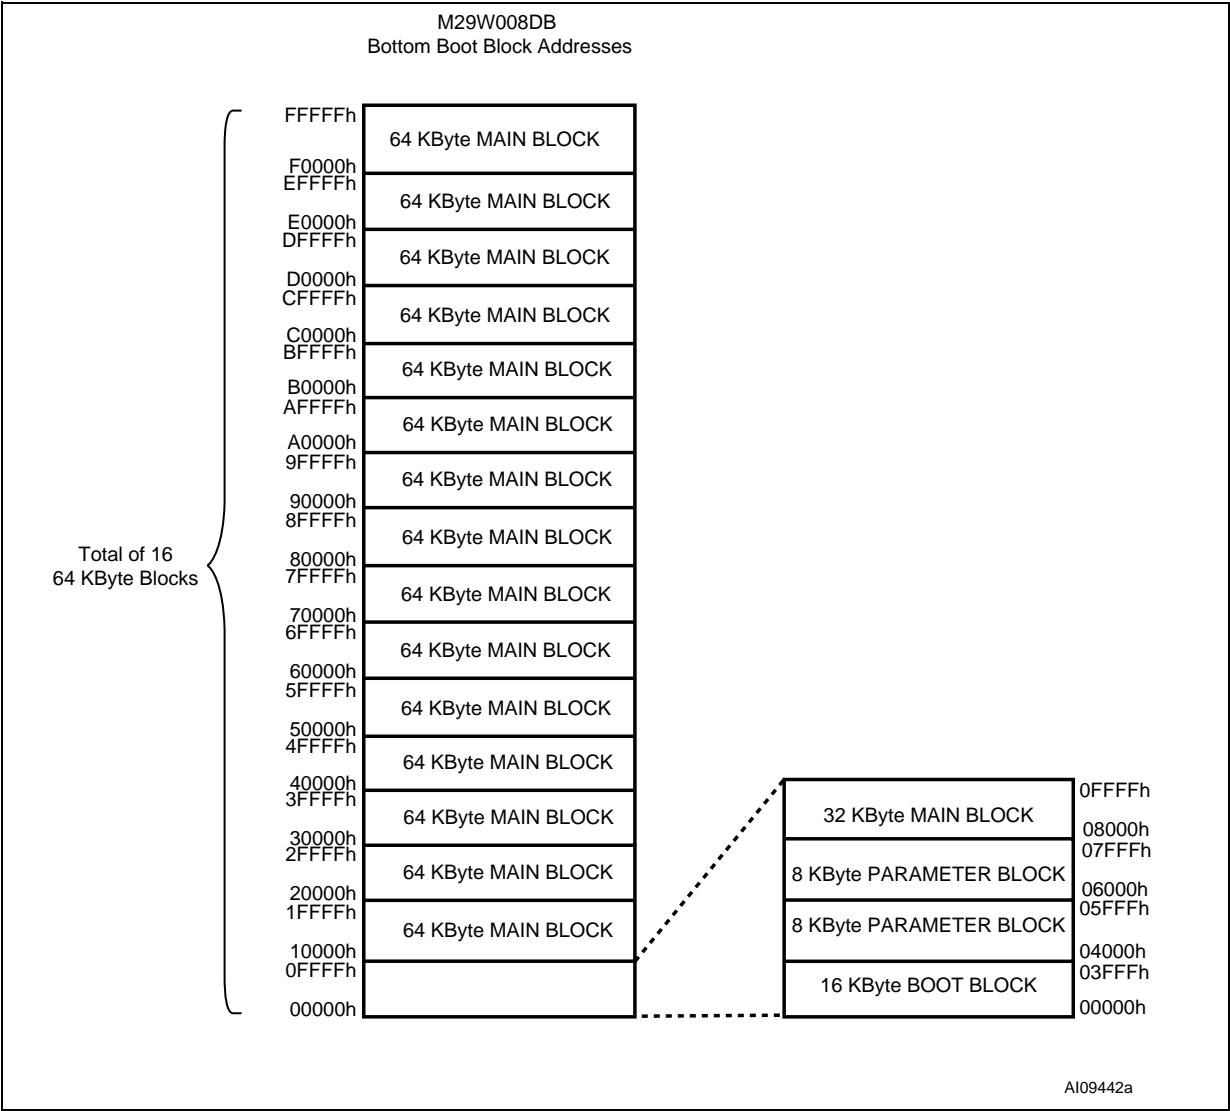 M29W008DB
Bottom Boot Block Addresses
FFFFFh
64 KByte MAIN BLOCK
F0000h
EFFFFh
64 KByte MAIN BLOCK
E0000h
DFFFFh
64 KByte MAIN BLOCK
D0000h
CFFFFh
64 KByte MAIN BLOCK
C0000h
BFFFFh
64 KByte MAIN BLOCK
B0000h
AFFFFh
64 KByte MAIN BLOCK
A0000h
9FFFFh
64 KByte MAIN BLOCK
90000h
8FFFFh
64 KByte MAIN BLOCK
80000h
7FFFFh
64 KByte MAIN BLOCK
70000h
6FFFFh
64 KByte MAIN BLOCK
60000h
5FFFFh
64 KByte MAIN BLOCK
50000h
4FFFFh
64 KByte MAIN BLOCK
40000h
3FFFFh
64 KByte MAIN BLOCK
30000h
2FFFFh
64 KByte MAIN BLOCK
20000h
1FFFFh
64 KByte MAIN BLOCK
10000h
0FFFFh
00000h
Total of 16
64 KByte Blocks
0FFFFh
32 KByte MAIN BLOCK
08000h
07FFFh
8 KByte PARAMETER BLOCK
06000h
05FFFh
8 KByte PARAMETER BLOCK
04000h
03FFFh
16 KByte BOOT BLOCK
00000h
AI09442a